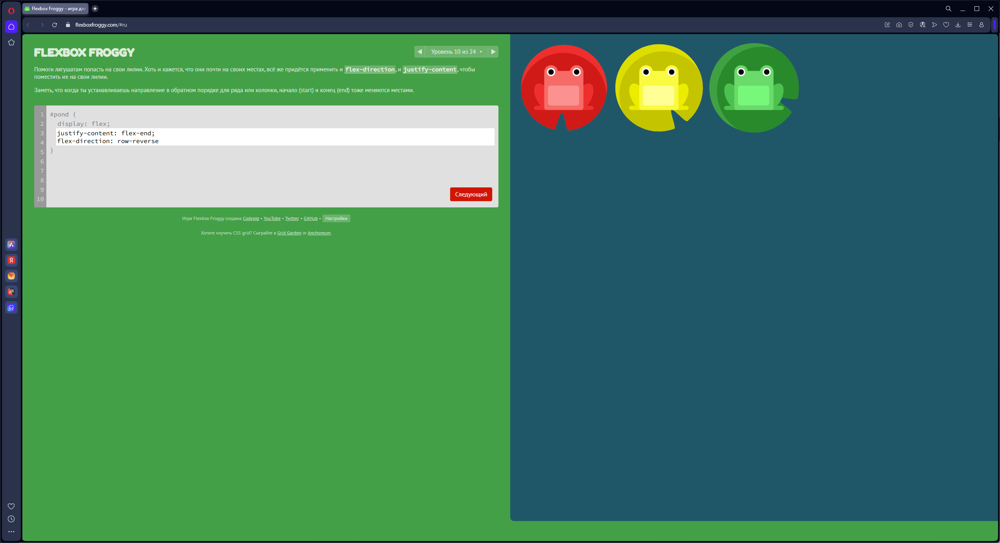 Flexbox Froggy - игра для
flexboxfroggy.com/#ru
FLEXBOX FROGGY
Уровень 10 из 24
Помоги лягушатам попасть на свои лилии. Хоть и кажется, что они почти на своих местах, всё же придётся применить и flex-direction, и justify-content, чтобы
поместить их на свои лилии.
Заметь, что когда ты устанавливаешь направление в обратном порядке для ряда или колонки, начало (start) и конец (end) тоже меняются местами.
1 #pond {
2 display: flex;
3 justify-content: flex-end;
4 flex-direction: row-reverse
5 }
6
7
8
9
10
Следующий
Игра Flexbox Froggy создана Codepip • YouTube • Twitter • GitHub • Настройки
Хотите изучить CSS grid? Сыграйте в Grid Garden or Anchoreum.